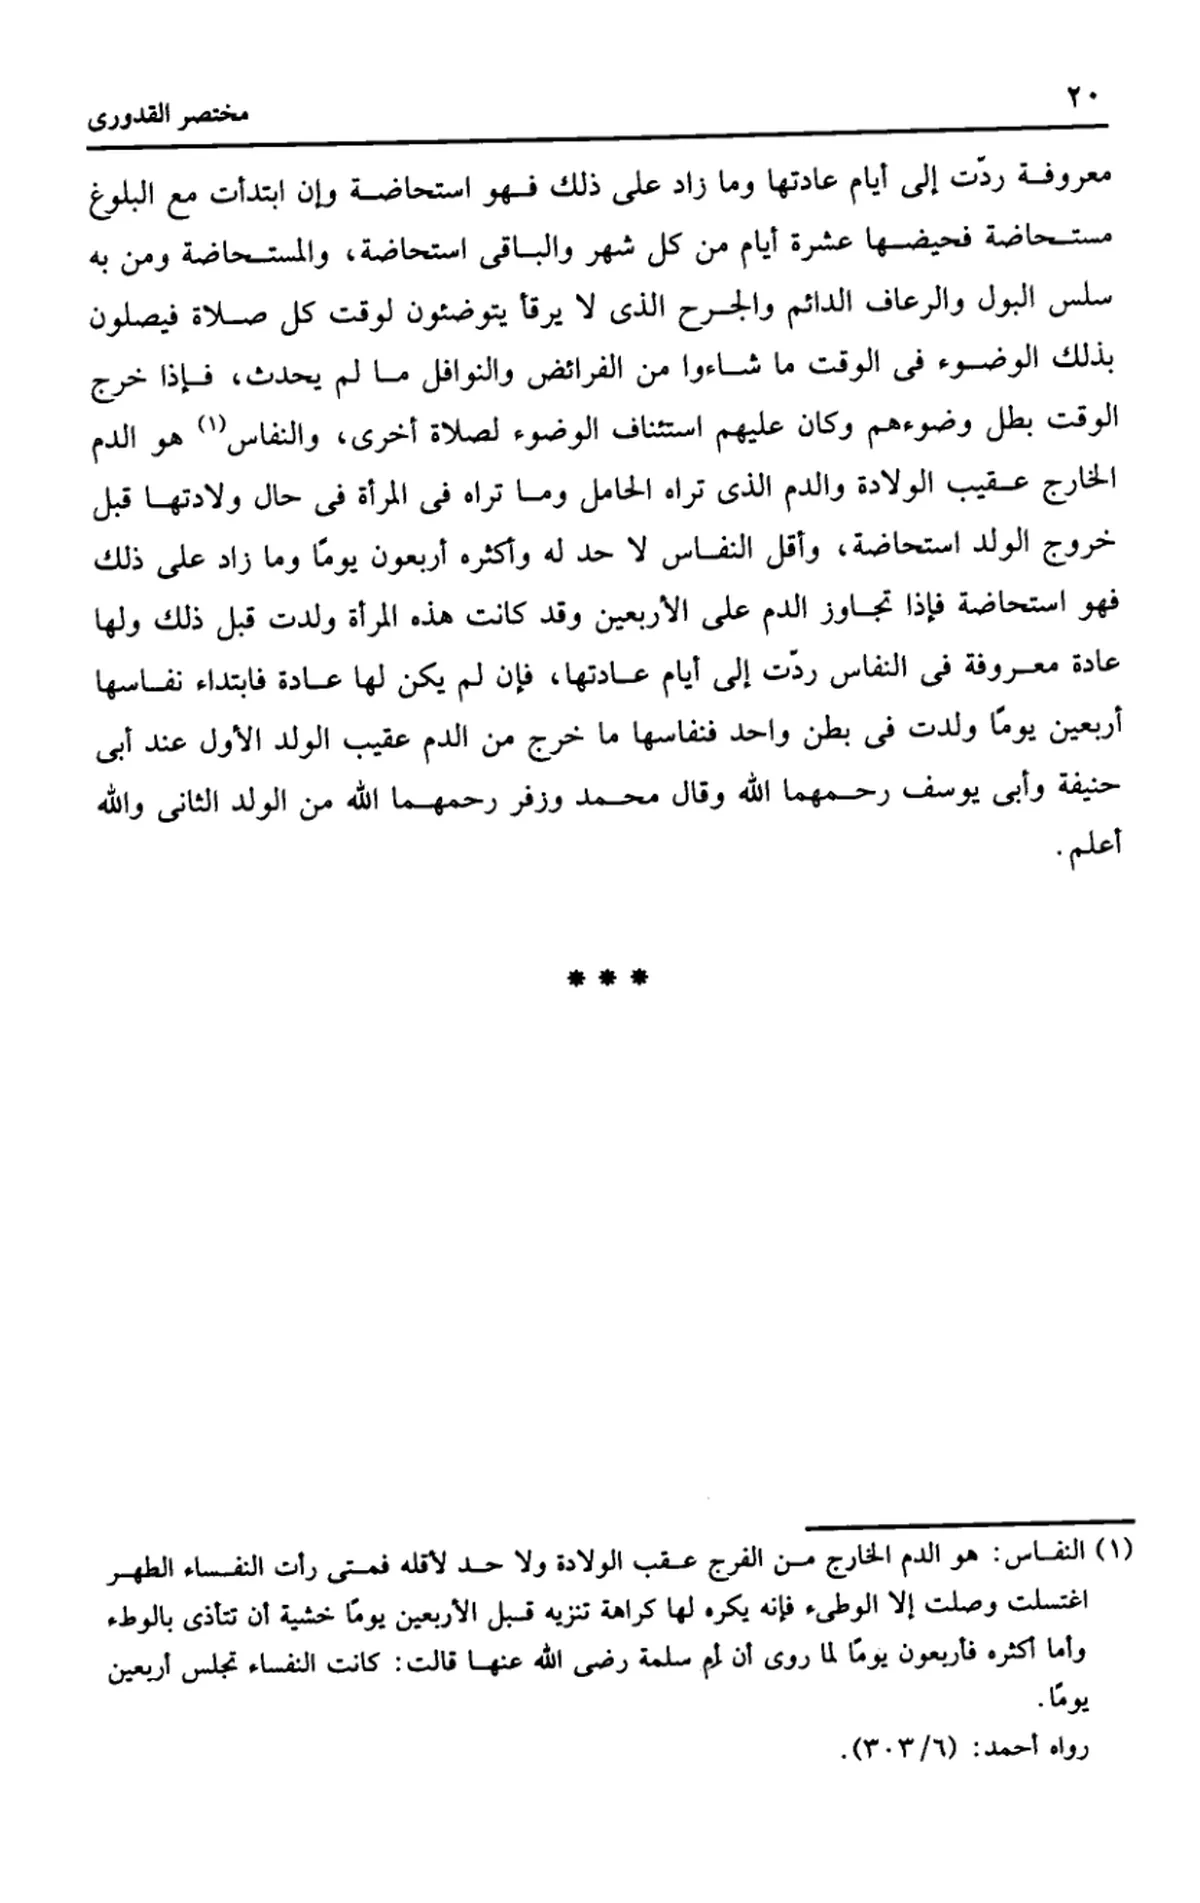 ٢٠
مختصر القدورى
معروفة ردّت إلى أيام عادتها وما زاد على ذلك فهو استحاضة وإن ابتدأت مع البلوغ
مستحاضة فحيضها عشرة أيام من كل شهر والباقى استحاضة، والمستحاضة ومن به
سلس البول والرعاف الدائم والجرح الذى لا يرقأ يتوضئون لوقت كل صلاة فيصلون
بذلك الوضوء فى الوقت ما شاءوا من الفرائض والنوافل ما لم يحدث، فإذا خرج
الوقت بطل وضوءهم وكان عليهم استئناف الوضوء لصلاة أخرى، والنفاس(١) هو الدم
الخارج عقيب الولادة والدم الذى تراه الحامل وما تراه فى المرأة فى حال ولادتها قبل
خروج الولد استحاضة، وأقل النفاس لا حد له وأكثره أربعون يومًا وما زاد على ذلك
فهو استحاضة فإذا تجاوز الدم على الأربعين وقد كانت هذه المرأة ولدت قبل ذلك ولها
عادة معروفة فى النفاس ردّت إلى أيام عادتها، فإن لم يكن لها عادة فابتداء نفاسها
أربعين يومًا ولدت فى بطن واحد فنفاسها ما خرج من الدم عقيب الولد الأول عند أبى
حنيفة وأبى يوسف رحمهما الله وقال محمد وزفر رحمهما الله من الولد الثانى والله
أعلم.
* * *
(١) النفاس: هو الدم الخارج من الفرج عقب الولادة ولا حد لأقله فمتى رأت النفساء الطهر
اغتسلت وصلت إلا الوطىء فإنه يكره لها كراهة تنزيه قبل الأربعين يومًا خشية أن تتأذى بالوطء
وأما أكثره فأربعون يومًا لما روى أن أم سلمة رضى الله عنها قالت: كانت النفساء تجلس أربعين
يومًا.
رواه أحمد: (٣٠٣/٦).